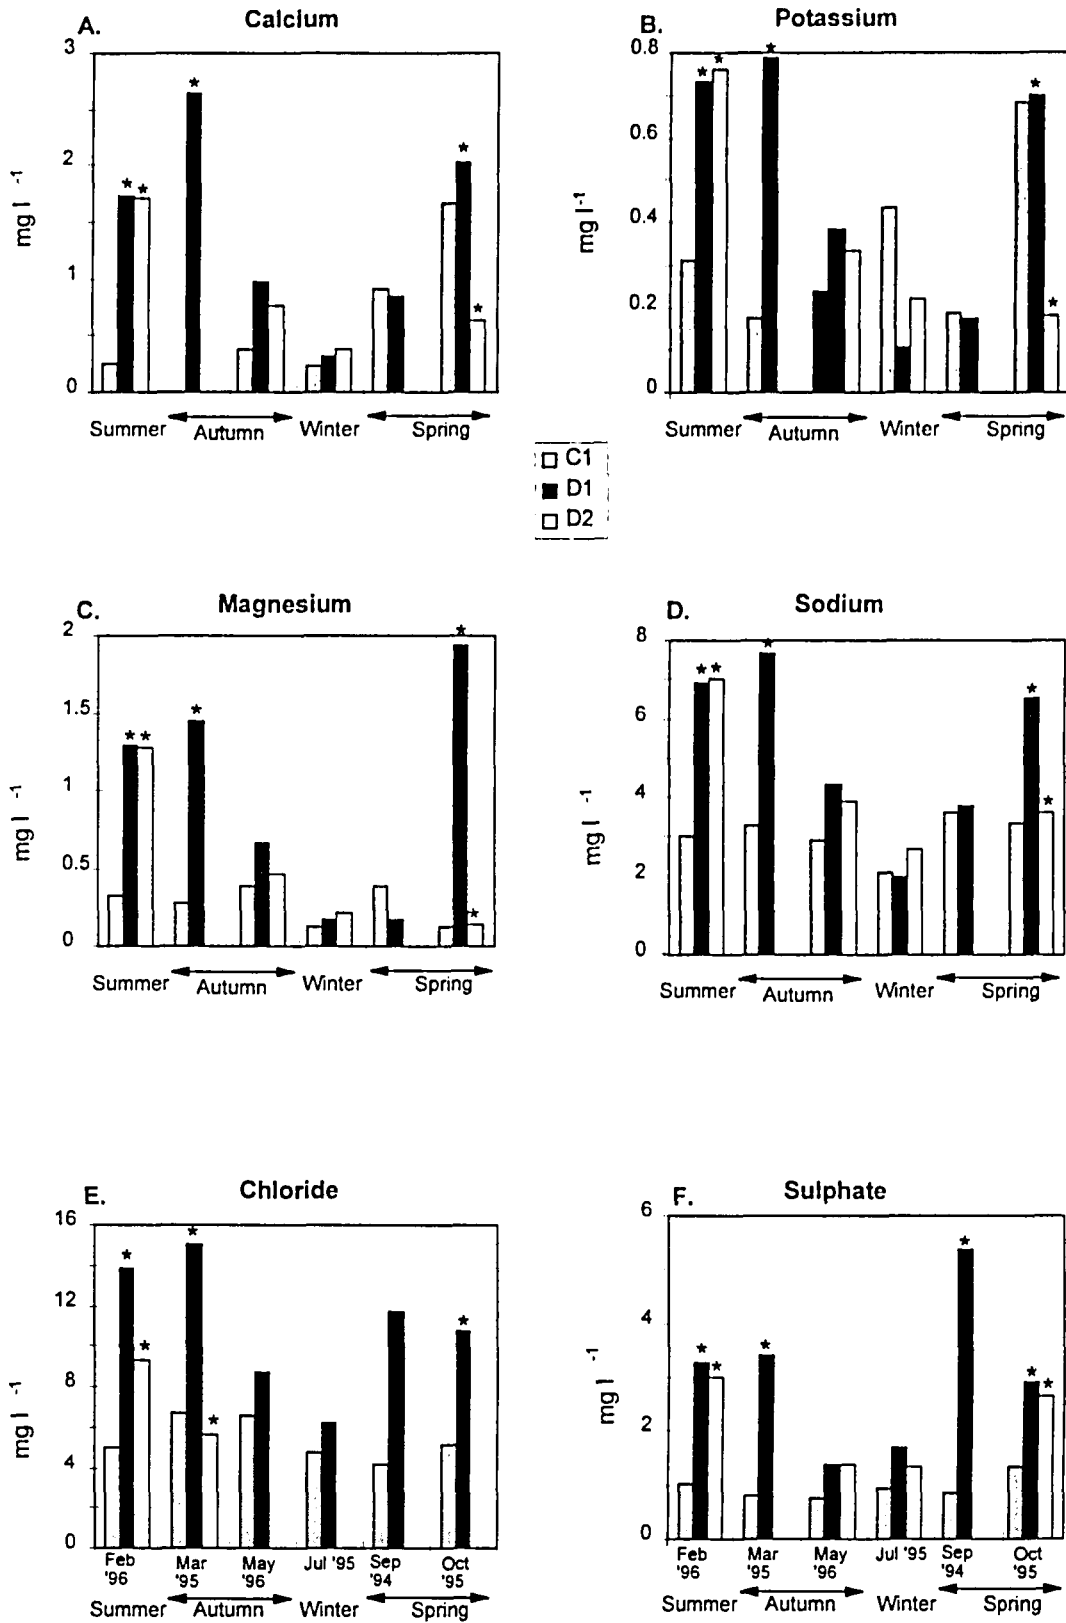 A. Calcium
3
2
1
0
mg l -1
* * * * *
Summer Autumn Winter Spring
B. Potassium
0.8
0.6
0.4
0.2
0
mg l -1
* * * * *
Summer Autumn Winter Spring
C1
D1
D2
C. Magnesium
2
1.5
1
0.5
0
mg l -1
* * * * *
Summer Autumn Winter Spring
D. Sodium
8
6
4
2
0
mg l -1
* * * * *
Summer Autumn Winter Spring
E. Chloride
16
12
8
4
0
mg l -1
* * * * *
Feb Mar May Jul '95 Sep Oct
'96 '95 '96 '94 '95
Summer Autumn Winter Spring
F. Sulphate
6
4
2
0
mg l -1
* * * * * *
Feb Mar May Jul '95 Sep Oct
'96 '95 '96 '94 '95
Summer Autumn Winter Spring